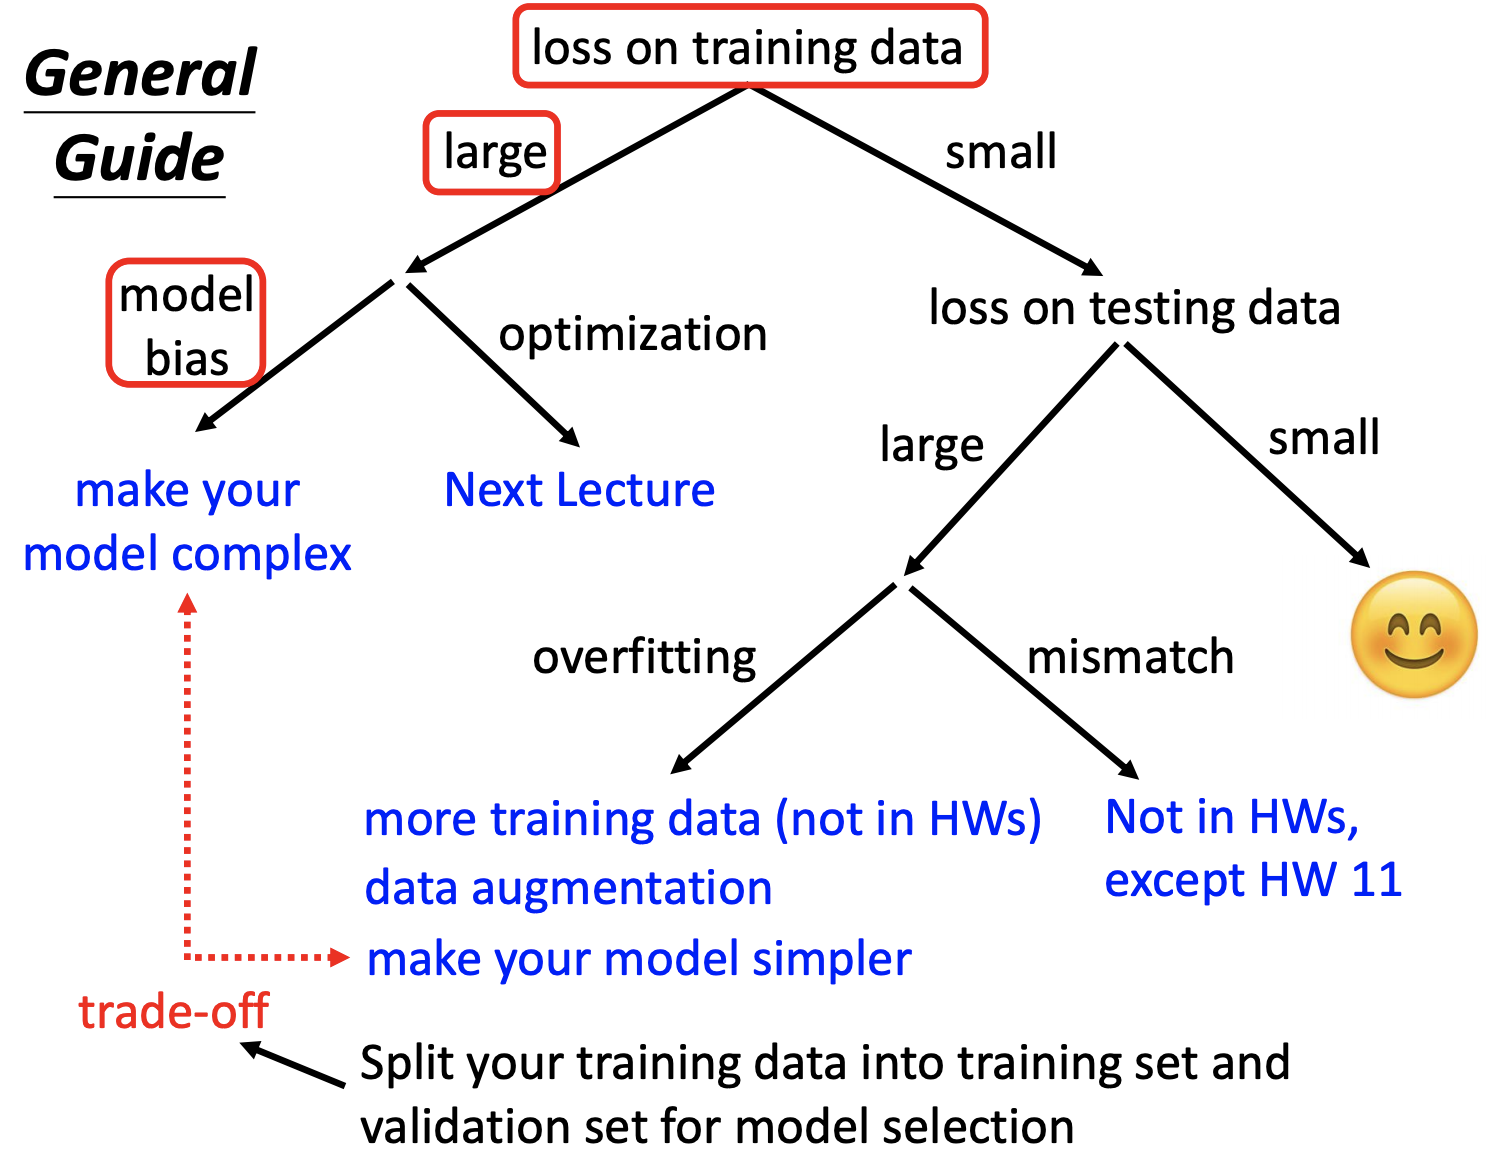 General
Guide
loss on training data
large
small
model
bias
optimization
loss on testing data
make your
model complex
Next Lecture
large
small
overfitting
mismatch
more training data (not in HWs)
data augmentation
make your model simpler
Not in HWs,
except HW 11
trade-off
Split your training data into training set and
validation set for model selection